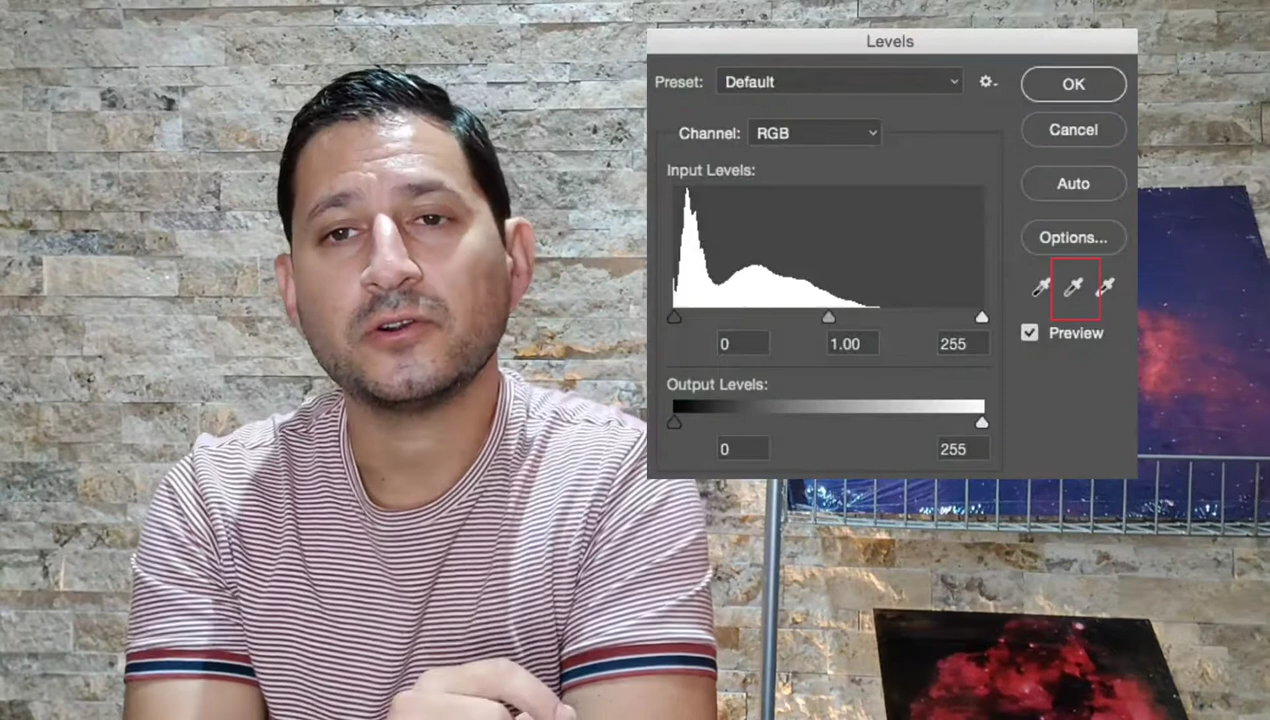 Levels
Preset: Default
OK
Channel: RGB
Cancel
Input Levels:
Auto
Options...
0 1.00 255
Preview
Output Levels:
0 255